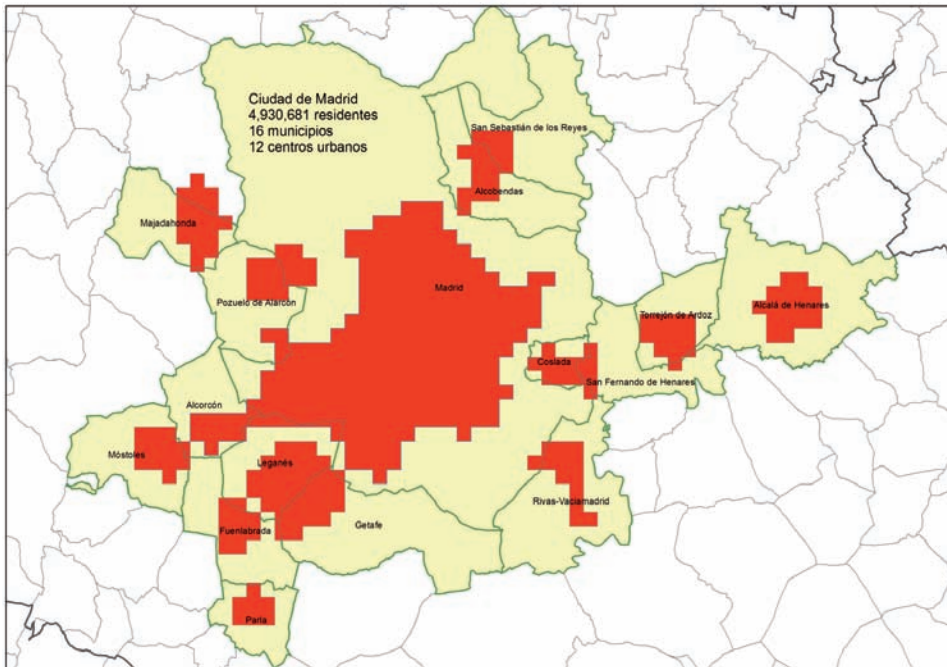 Ciudad de Madrid
4,930,681 residentes
16 municipios
12 centros urbanos
San Sebastián de los Reyes
Alcobendas
Majadahonda
Pozuelo de Alarcón
Madrid
Torrejón de Ardoz
Alcalá de Henares
Coslada
San Fernando de Henares
Alcorcón
Móstoles
Leganés
Rivas-Vaciamadrid
Fuenlabrada
Getafe
Parla